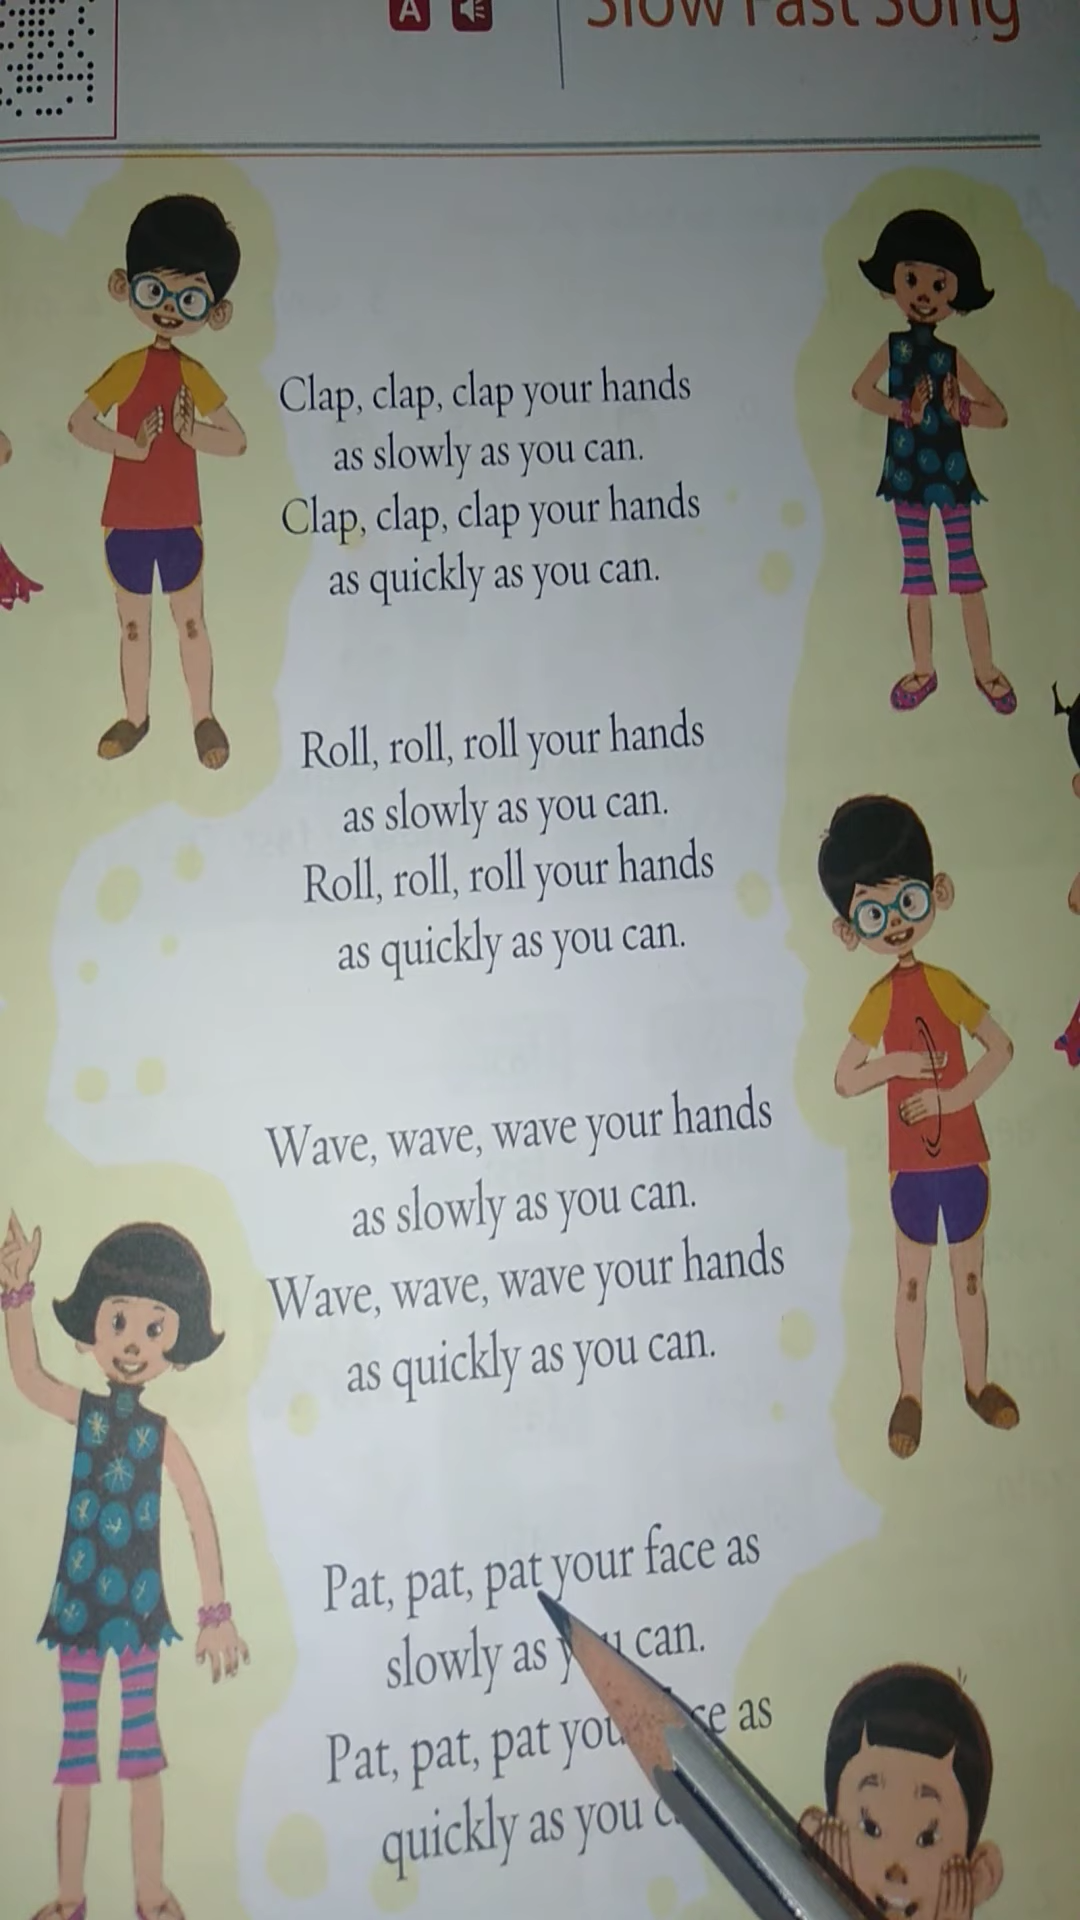 A
Slow Fast Song
Clap, clap, clap your hands
as slowly as you can.
Clap, clap, clap your hands
as quickly as you can.
Roll, roll, roll your hands
as slowly as you can.
Roll, roll, roll your hands
as quickly as you can.
Wave, wave, wave your hands
as slowly as you can.
Wave, wave, wave your hands
as quickly as you can.
Pat, pat, pat your face as
slowly as you can.
Pat, pat, pat as
quickly as you